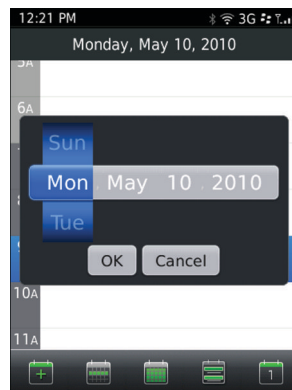 12:21 PM 3G
Monday, May 10, 2010
5A
6A
Sun
Mon, May 10, 2010
Tue
OK Cancel
10A
11A
1